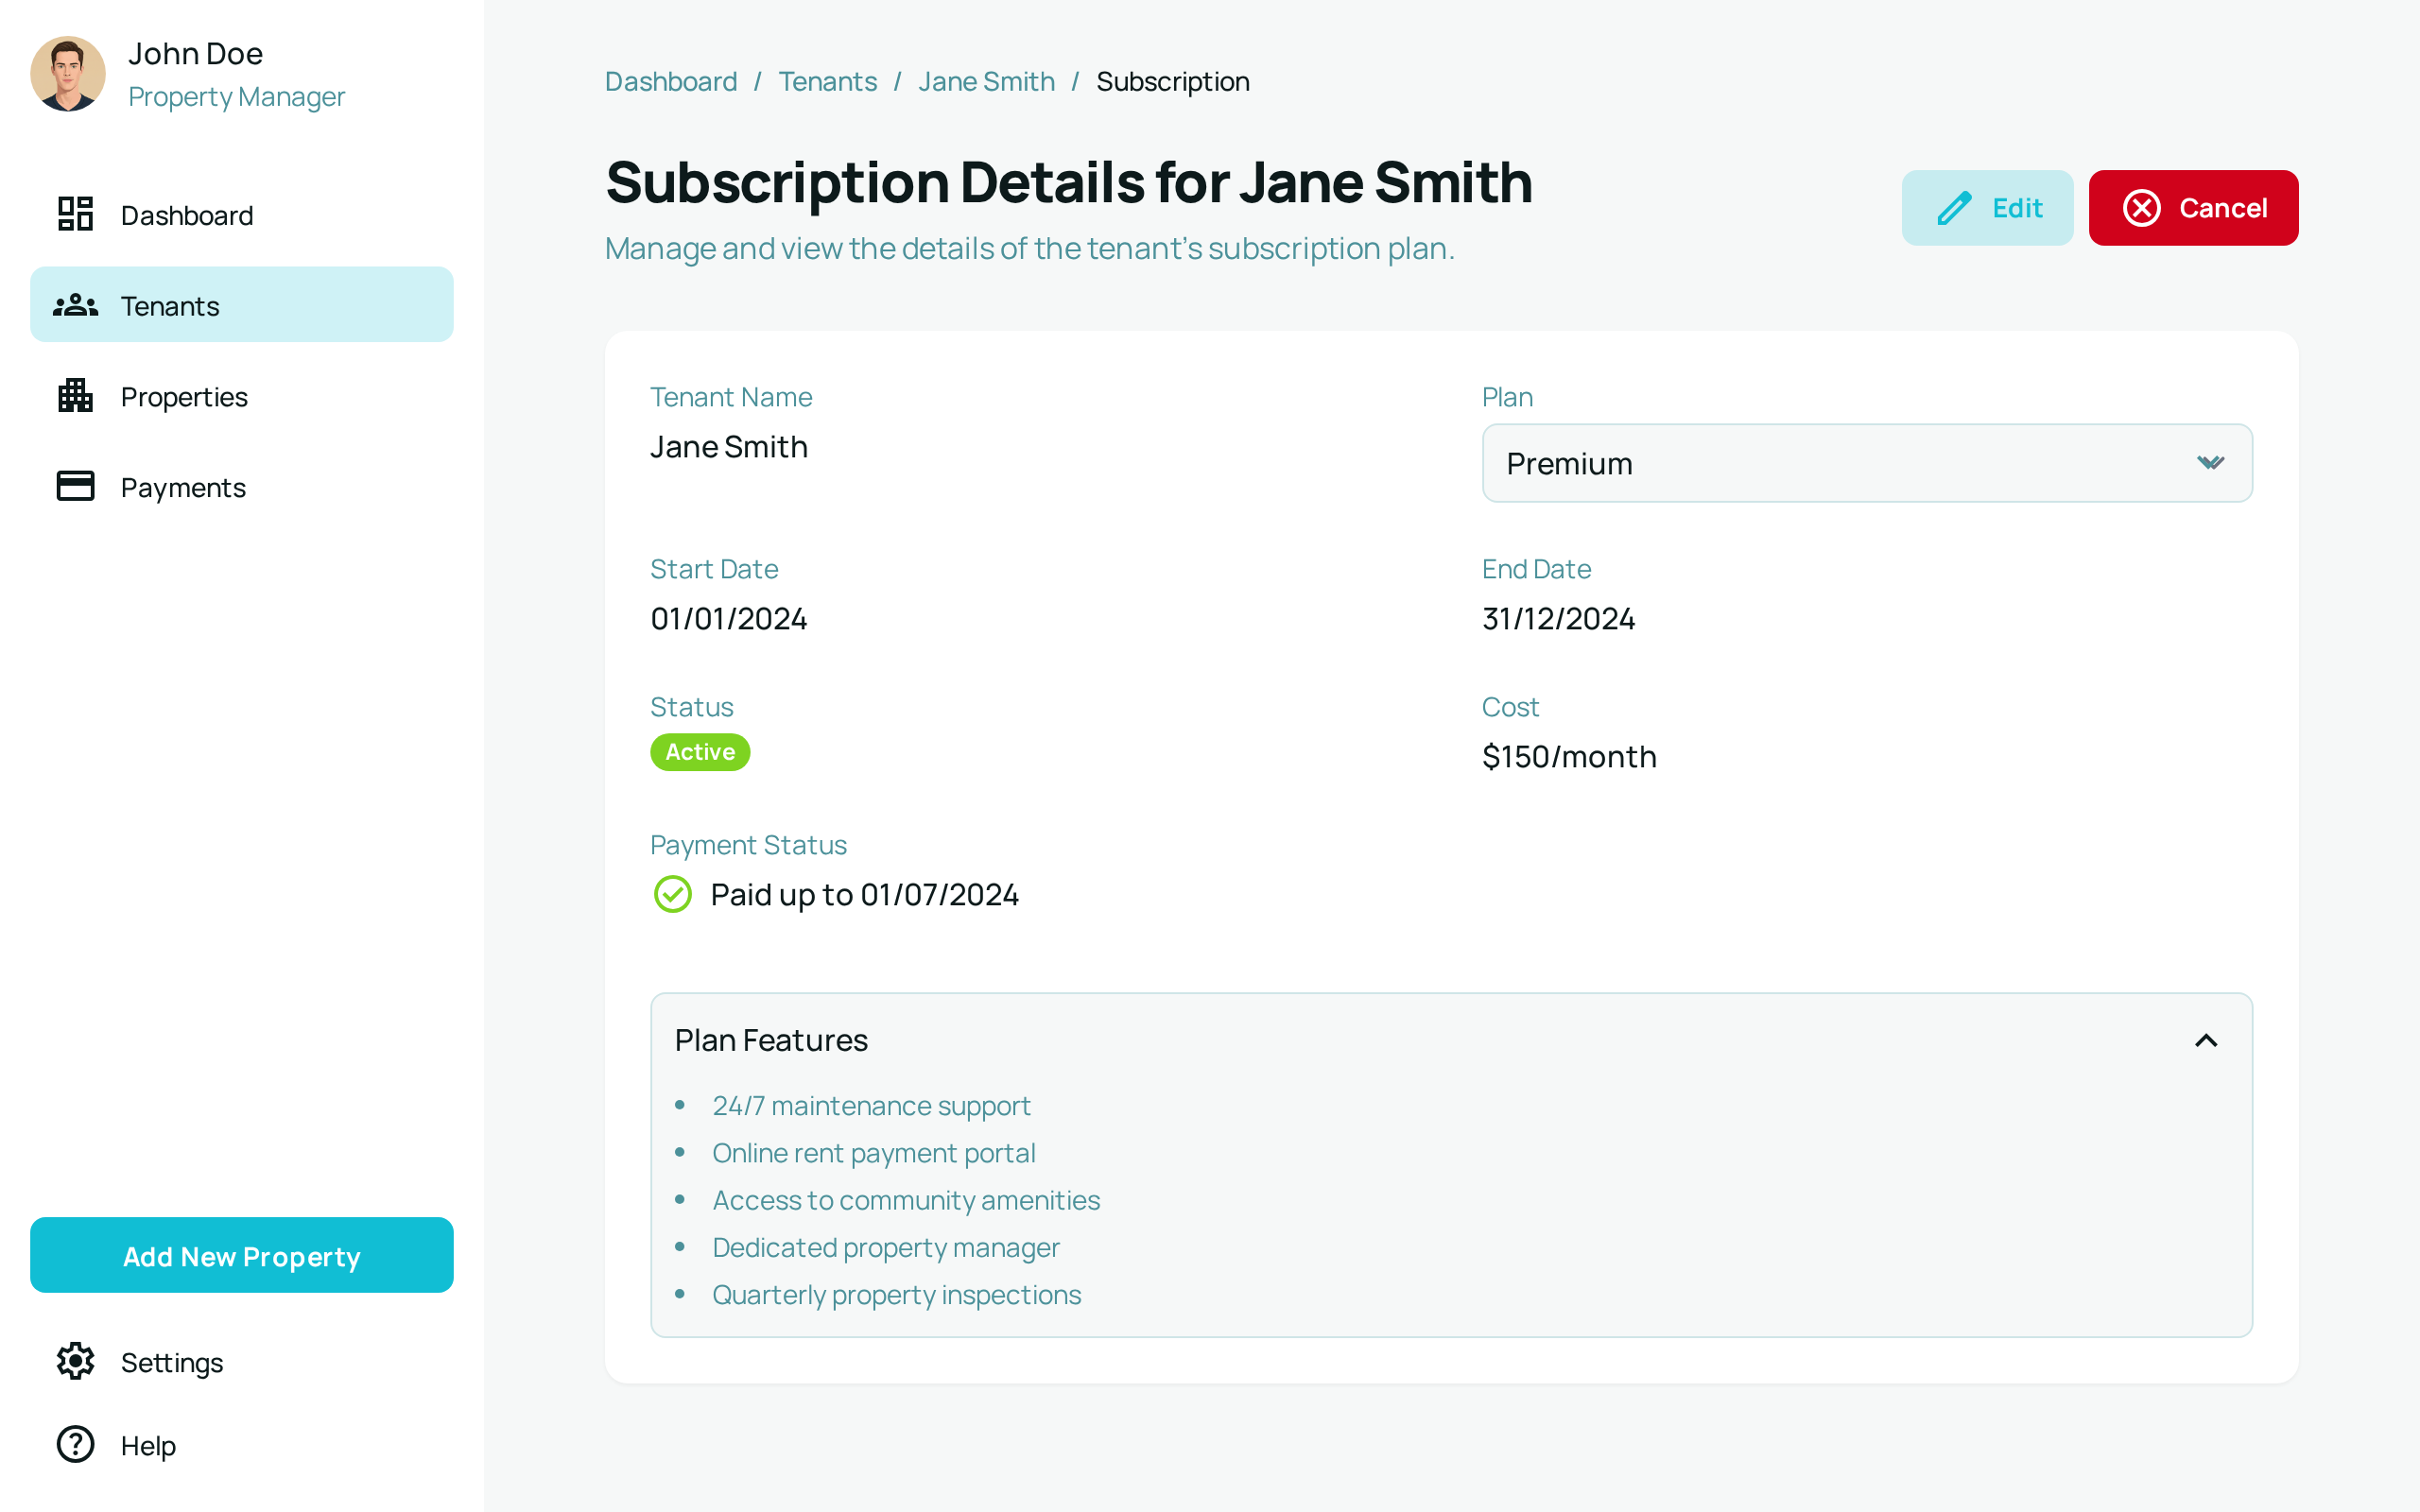 John Doe
Property Manager
Dashboard
Tenants
Properties
Payments
Add New Property
Settings
Help
Dashboard / Tenants / Jane Smith / Subscription
Subscription Details for Jane Smith
Manage and view the details of the tenant's subscription plan.
Edit
Cancel
Tenant Name
Jane Smith
Plan
Premium
Start Date
01/01/2024
End Date
31/12/2024
Status
Active
Cost
$150/month
Payment Status
Paid up to 01/07/2024
Plan Features
• 24/7 maintenance support
• Online rent payment portal
• Access to community amenities
• Dedicated property manager
• Quarterly property inspections